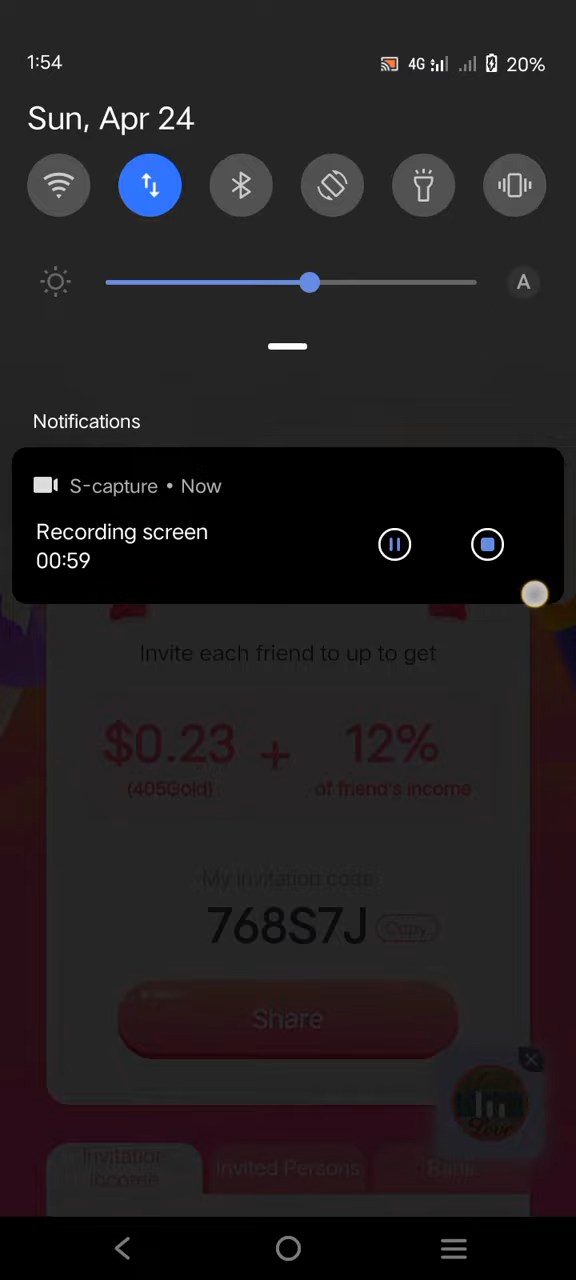 1:54
4G
20%
Sun, Apr 24
A
Notifications
S-capture • Now
Recording screen
00:59
Invite each friend to up to get
$0.23 + 12%
(405Gold) of friend's income
My invitation code:
768S7J Copy
Share
Love
Invitation income
Invited Persons
Rank